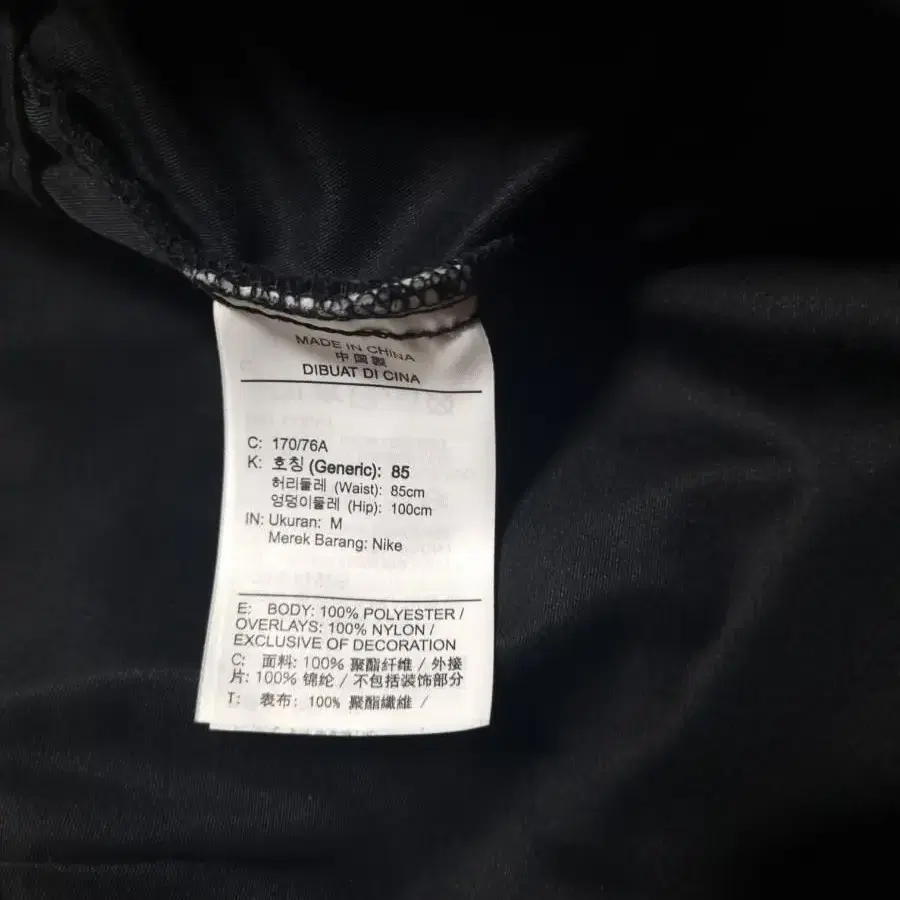 MADE IN CHINA
中国製
DIBUAT DI CINA
C: 170/76A
K: 호칭 (Generic): 85
허리둘레 (Waist): 85cm
엉덩이둘레 (Hip): 100cm
IN: Ukuran: M
Merek Barang: Nike
E: BODY: 100% POLYESTER /
OVERLAYS: 100% NYLON /
EXCLUSIVE OF DECORATION
C: 面料: 100% 聚酯纤维 / 外接
片: 100% 锦纶 / 不包括装饰部分
T: 表布: 100% 聚酯纖維 /